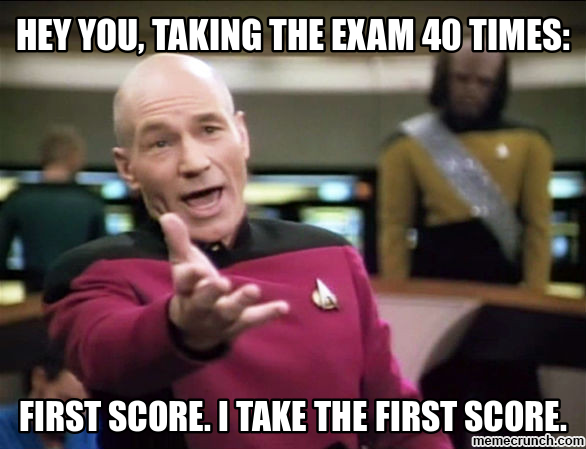 HEY YOU, TAKING THE EXAM 40 TIMES:
FIRST SCORE. I TAKE THE FIRST SCORE.
memecrunch.com